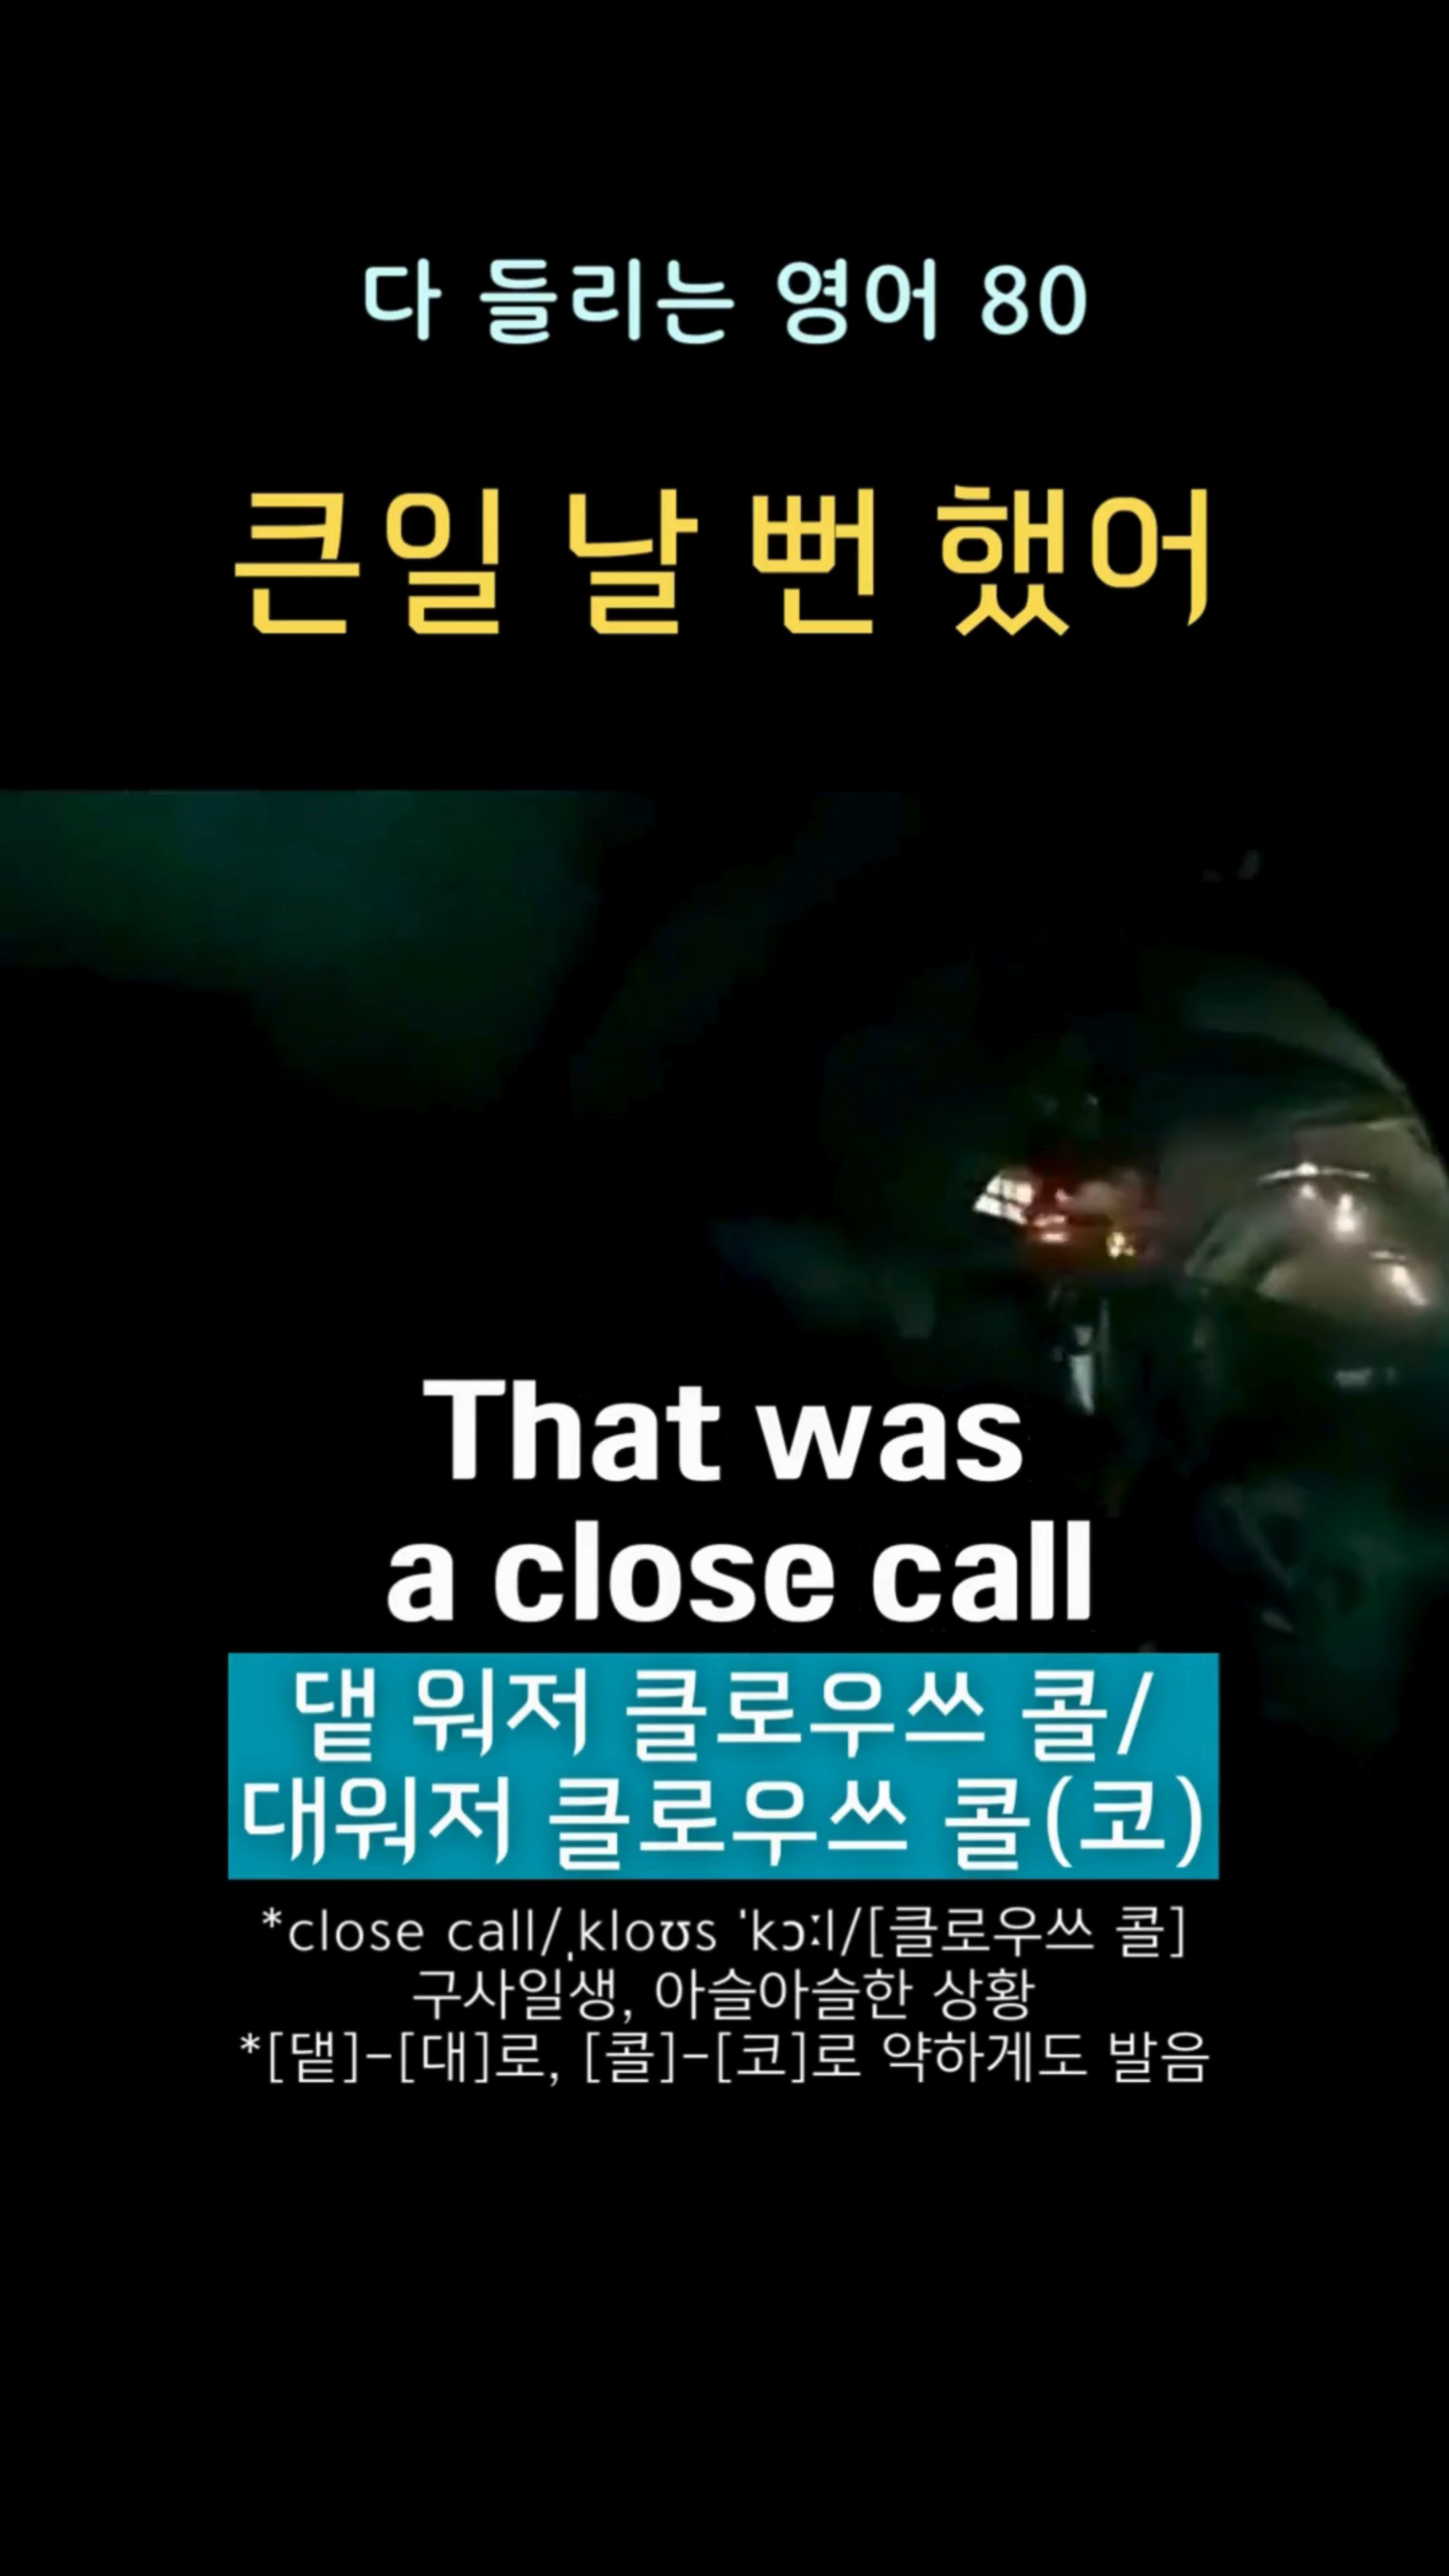 다 들리는 영어 80
큰일 날 뻔 했어
That was
a close call
댙 워저 클로우쓰 콜/
대워저 클로우쓰 콜(코)
*close call/ˌkloʊs ˈkɔːl/[클로우쓰 콜]
구사일생, 아슬아슬한 상황
*[댙]-[대]로, [콜]-[코]로 약하게도 발음